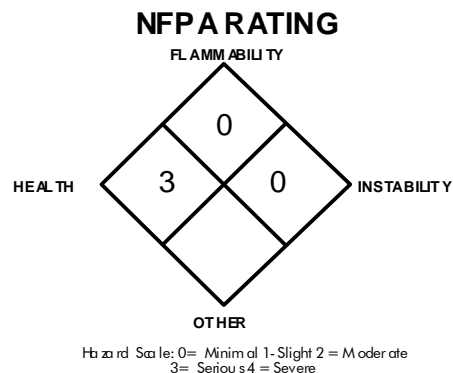 NFPA RATING
FLAMMABILITY
0
HEALTH 3 0 INSTABILITY
OTHER
Hazard Scale: 0= Minimal 1-Slight 2 = Moderate
3= Serious 4 = Severe